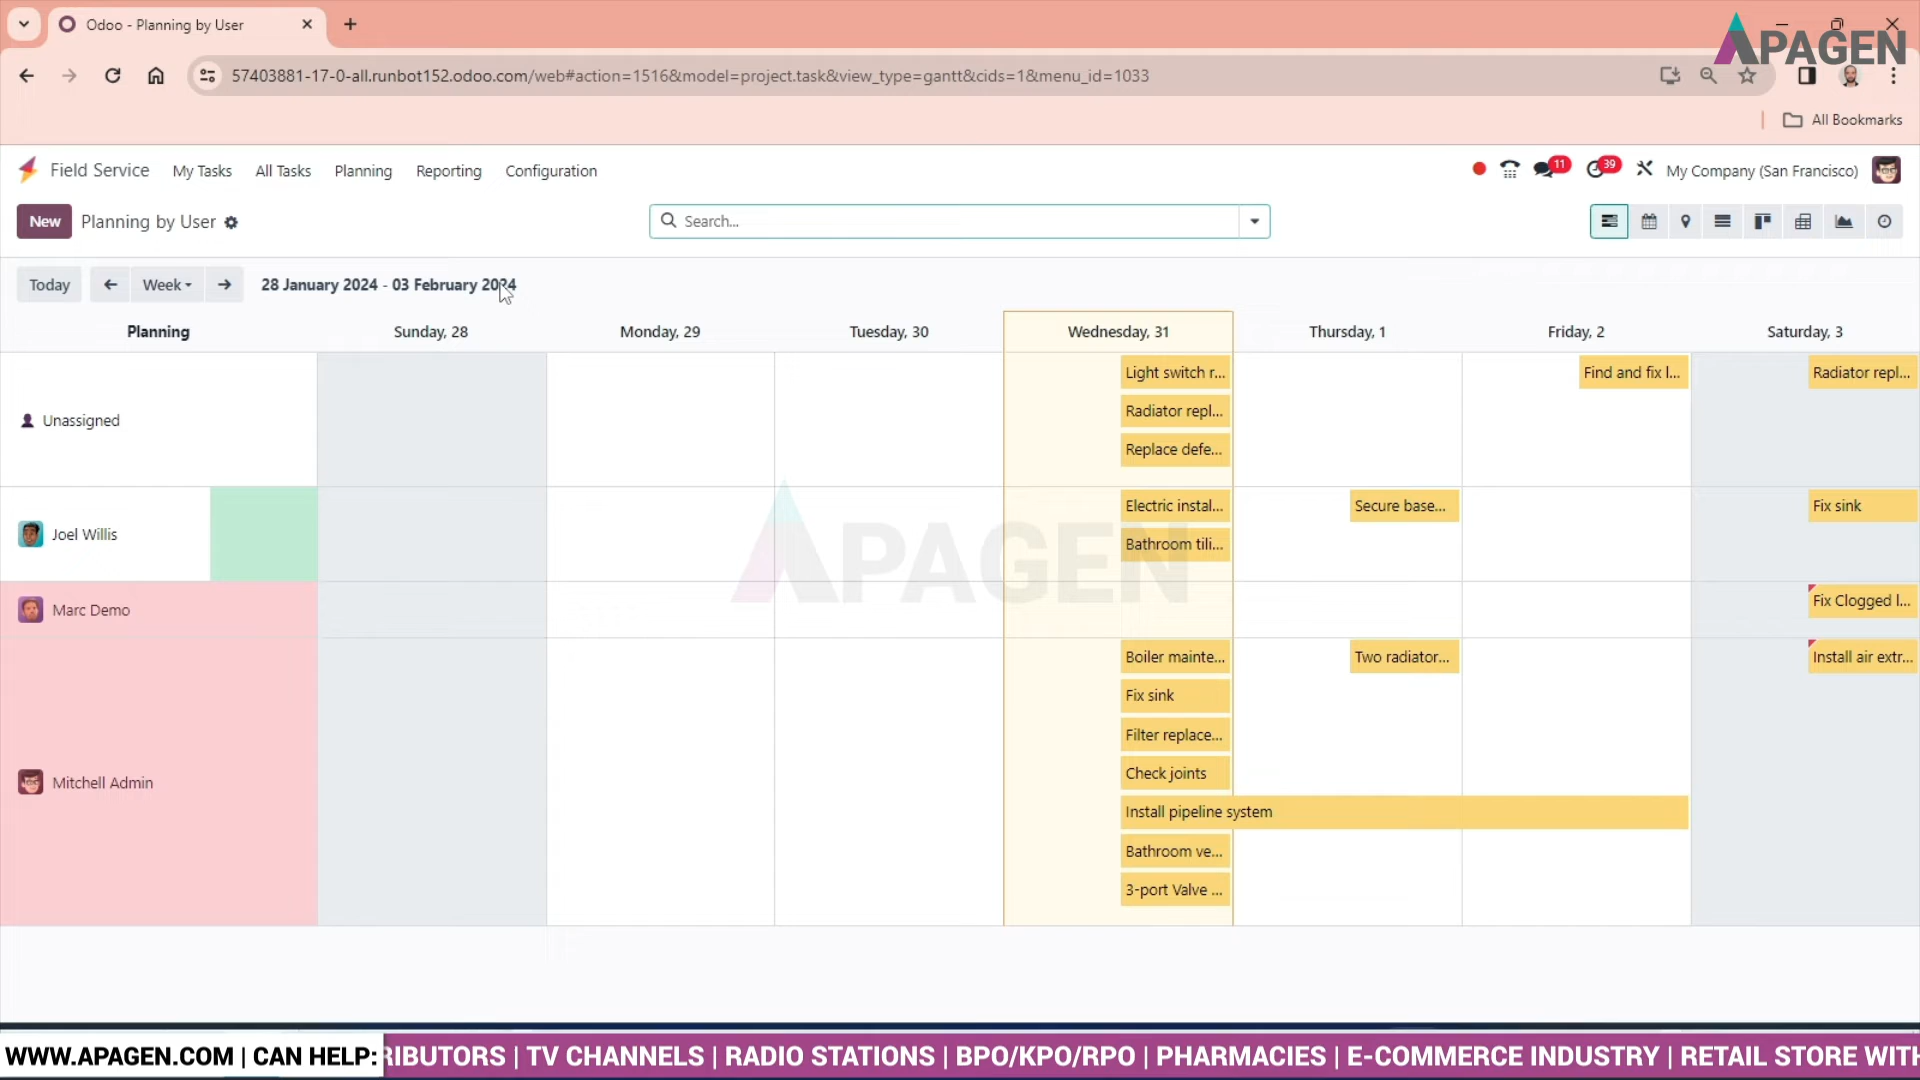 Odoo - Planning by User
APAGEN
57403881-17-0-all.runbot152.odoo.com/web#action=1516&model=project.task&view_type=gantt&cids=1&menu_id=1033
All Bookmarks
Field Service My Tasks All Tasks Planning Reporting Configuration 11 39 My Company (San Francisco)
New Planning by User Search...
Today Week 28 January 2024 - 03 February 2024
Planning Sunday, 28 Monday, 29 Tuesday, 30 Wednesday, 31 Thursday, 1 Friday, 2 Saturday, 3
Light switch r... Find and fix l... Radiator repl...
Radiator repl...
Unassigned
Replace defe...
Electric instal... Secure base... Fix sink
Joel Willis
Bathroom tili...
APAGEN
Marc Demo Fix Clogged l...
Boiler mainte... Two radiator... Install air extr...
Fix sink
Filter replace...
Check joints
Mitchell Admin
Install pipeline system
Bathroom ve...
3-port Valve ...
WWW.APAGEN.COM | CAN HELP: RIBUTORS | TV CHANNELS | RADIO STATIONS | BPO/KPO/RPO | PHARMACIES | E-COMMERCE INDUSTRY | RETAIL STORE WITH